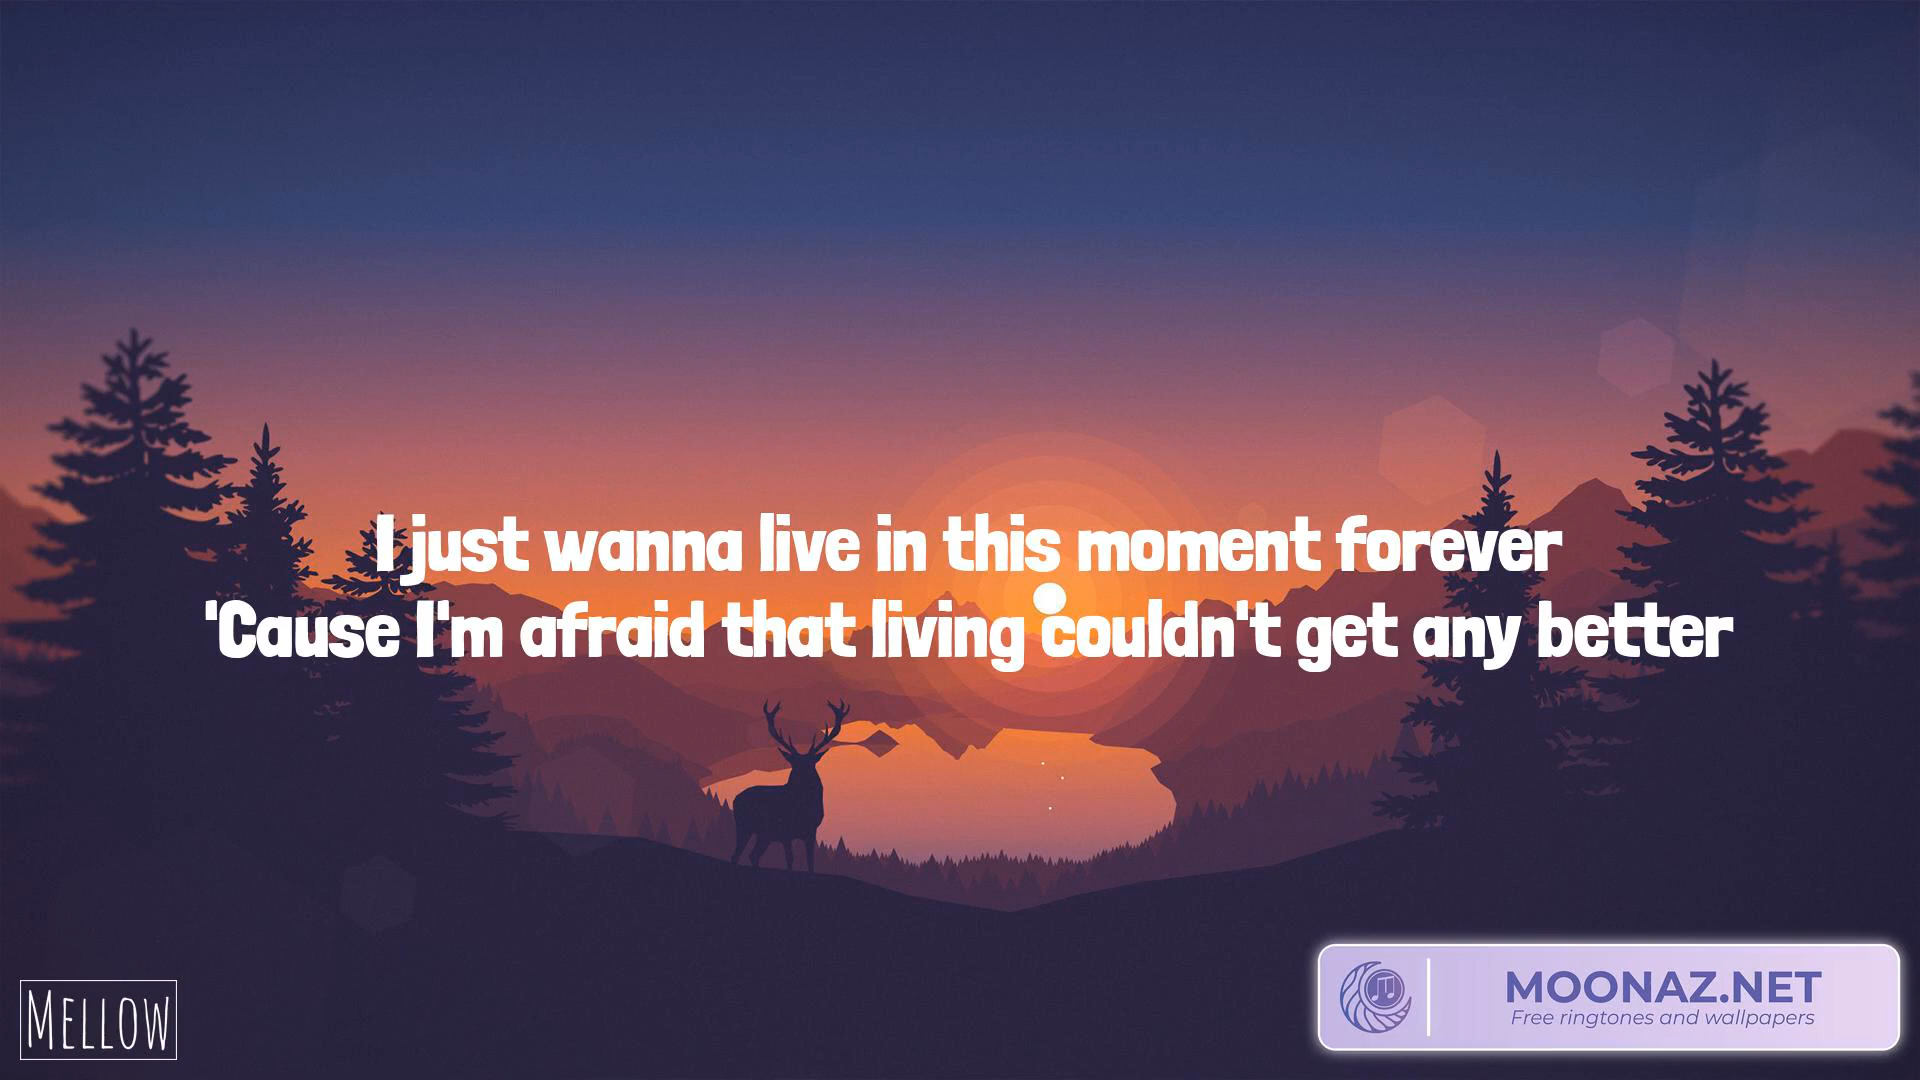 I just wanna live in this moment forever
'Cause I'm afraid that living couldn't get any better
MELLOW
MOONAZ.NET
Free ringtones and wallpapers